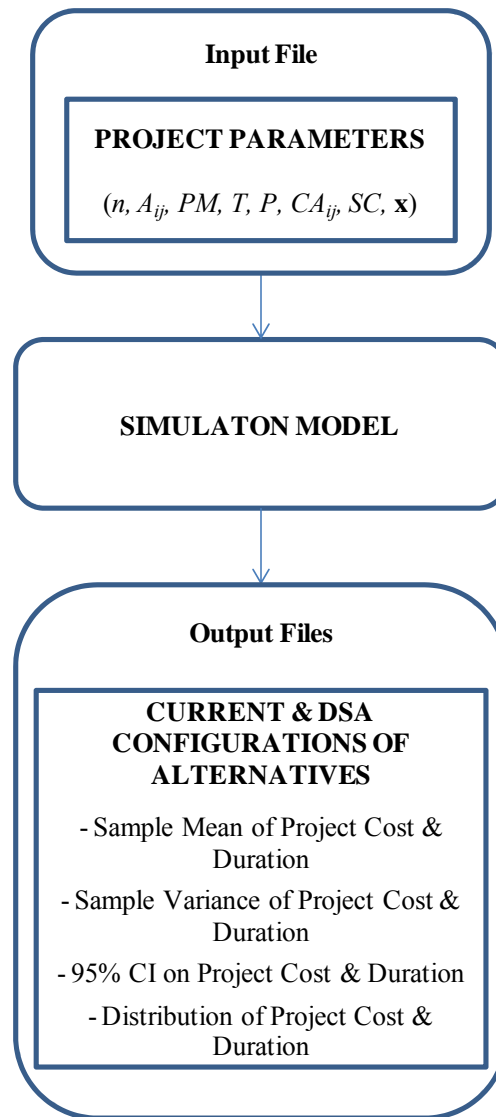 Input File
PROJECT PARAMETERS
(n, A_ij, PM, T, P, CA_ij, SC, x)
SIMULATON MODEL
Output Files
CURRENT & DSA
CONFIGURATIONS OF
ALTERNATIVES
- Sample Mean of Project Cost &
Duration
- Sample Variance of Project Cost &
Duration
- 95% CI on Project Cost & Duration
- Distribution of Project Cost &
Duration